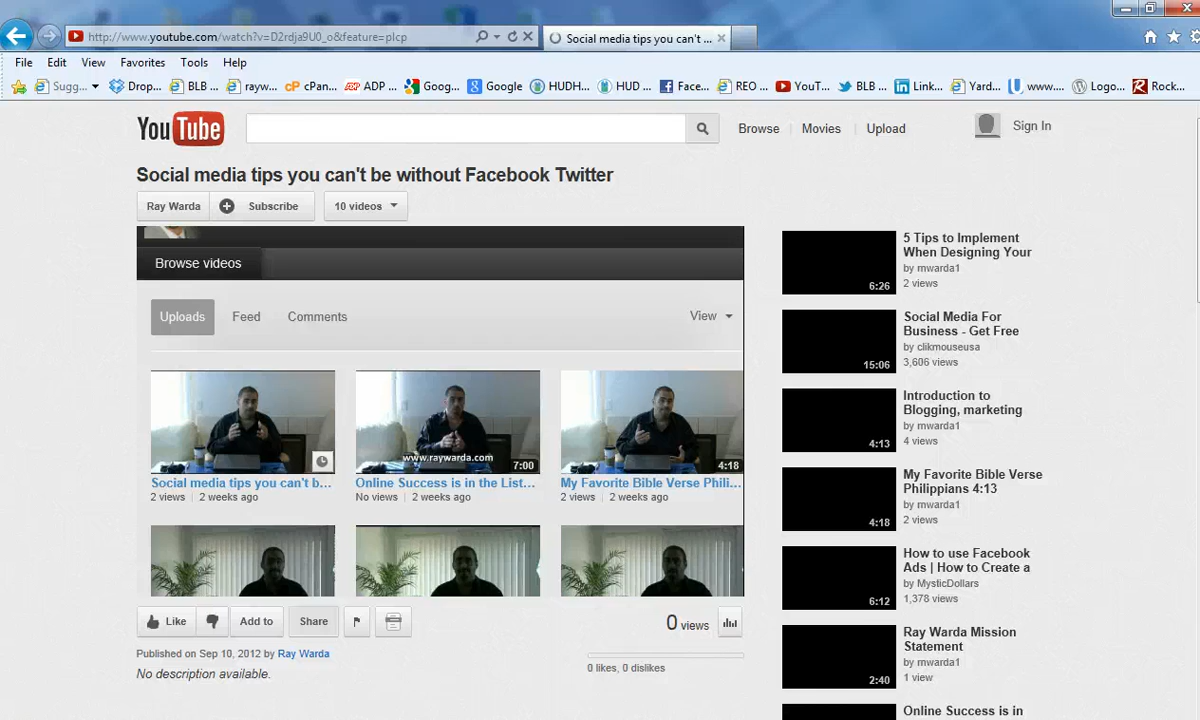 http://www.youtube.com/watch?v=D2rdja9U0_o&feature=plcp
Social media tips you can't ...
File Edit View Favorites Tools Help
Sugg... Drop... BLB ... rayw... cPan... ADP ... Goog... Google HUDH... HUD ... Face... REO ... YouT... BLB ... Link... Yard... www.... Logo... Rock...
YouTube
Browse Movies Upload Sign In
Social media tips you can't be without Facebook Twitter
Ray Warda Subscribe 10 videos
Browse videos
Uploads Feed Comments View
www.raywarda.com
7:00
4:18
Social media tips you can't b...
2 views 2 weeks ago
Online Success is in the List...
No views 2 weeks ago
My Favorite Bible Verse Phili...
2 views 2 weeks ago
Like Add to Share
0 views
Published on Sep 10, 2012 by Ray Warda
No description available.
0 likes, 0 dislikes
6:26
5 Tips to Implement
When Designing Your
by mwarda1
2 views
15:06
Social Media For
Business - Get Free
by clikmouseusa
3,606 views
4:13
Introduction to
Blogging, marketing
by mwarda1
4 views
4:18
My Favorite Bible Verse
Philippians 4:13
by mwarda1
2 views
6:12
How to use Facebook
Ads | How to Create a
by MysticDollars
1,378 views
2:40
Ray Warda Mission
Statement
by mwarda1
1 view
Online Success is in